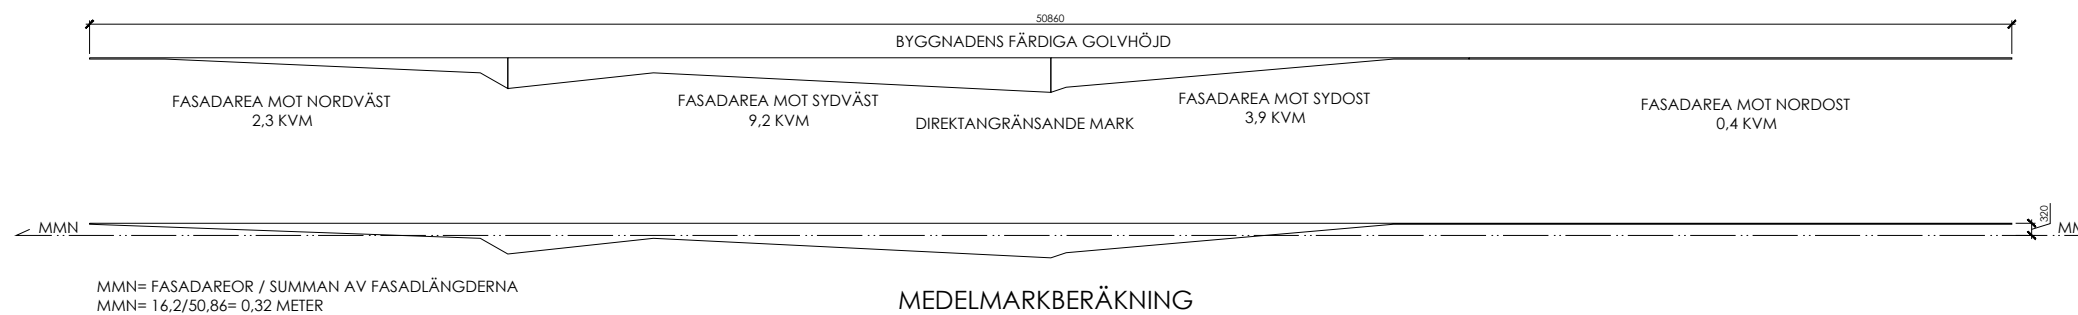 50860
BYGGNADENS FÄRDIGA GOLVHÖJD
FASADAREA MOT NORDVÄST
2,3 KVM
FASADAREA MOT SYDVÄST
9,2 KVM
DIREKTANGRÄNSANDE MARK
FASADAREA MOT SYDOST
3,9 KVM
FASADAREA MOT NORDOST
0,4 KVM
MMN
320
MM
MMN= FASADAREOR / SUMMAN AV FASADLÄNGDERNA
MMN= 16,2/50,86= 0,32 METER
MEDELMARKBERÄKNING